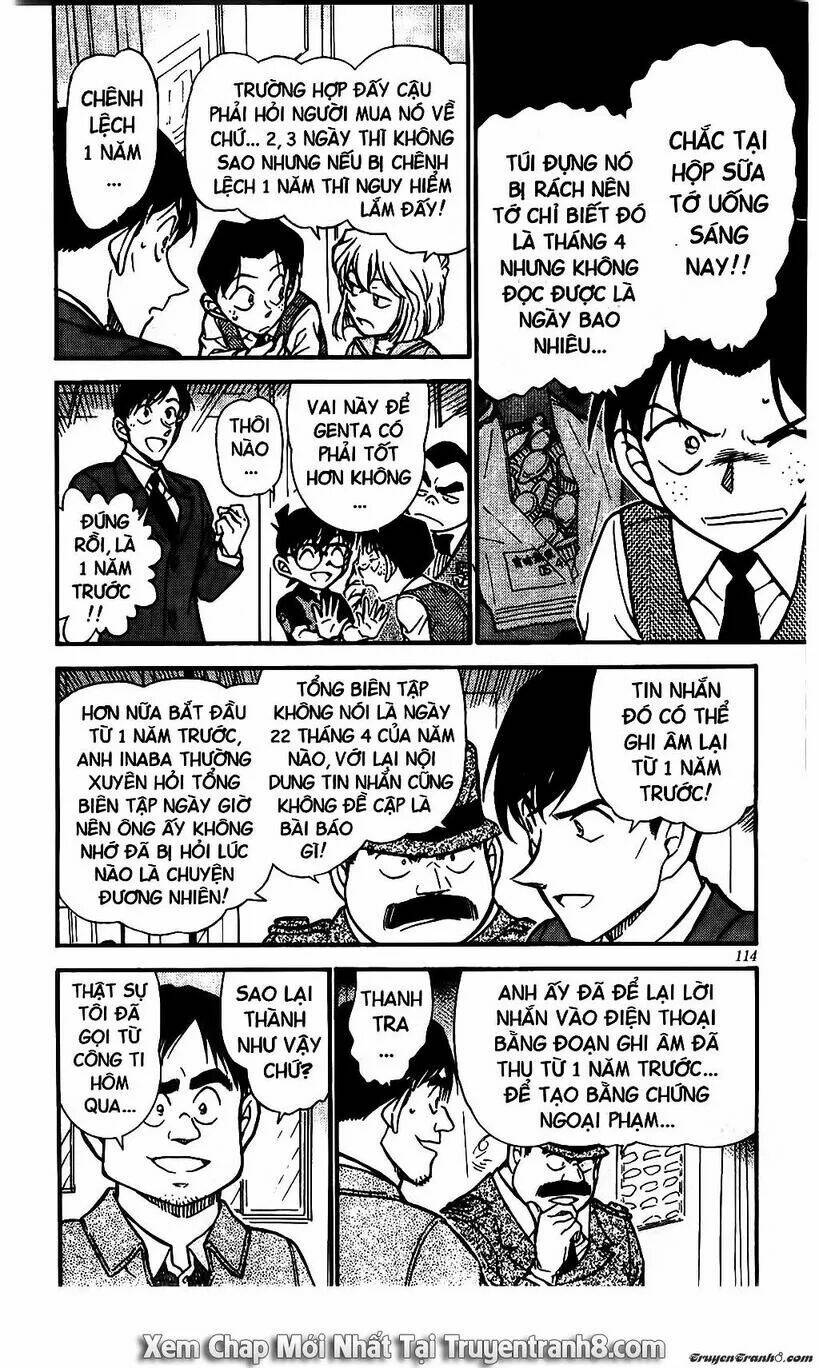 CHẮC TẠI
HỘP SỮA
TỚ UỐNG
SÁNG
NAY!!
TÚI ĐỰNG NÓ
BỊ RÁCH NÊN
TỚ CHỈ BIẾT ĐÓ
LÀ THÁNG 4
NHƯNG KHÔNG
ĐỌC ĐƯỢC LÀ
NGÀY BAO
NHIÊU...
TRƯỜNG HỢP ĐẤY CẬU
PHẢI HỎI NGƯỜI MUA NÓ VỀ
CHỨ... 2, 3 NGÀY THÌ KHÔNG
SAO NHƯNG NẾU BỊ CHÊNH
LỆCH 1 NĂM THÌ NGUY HIỂM
LẮM ĐẤY!
CHÊNH
LỆCH
1 NĂM
...
VAI NÀY ĐỂ
GENTA CÓ
PHẢI TỐT
HƠN KHÔNG
...
THÔI
NÀO
...
ĐÚNG
RỒI, LÀ
1 NĂM
TRƯỚC
!!
TIN NHẮN
ĐÓ CÓ THỂ
GHI ÂM LẠI
TỪ 1 NĂM
TRƯỚC!
TỔNG BIÊN TẬP
KHÔNG NÓI LÀ NGÀY
22 THÁNG 4 CỦA NĂM
NÀO, VỚI LẠI NỘI
DUNG TIN NHẮN CŨNG
KHÔNG ĐỀ CẬP LÀ
BÀI BÁO
GÌ!
HƠN NỮA BẮT ĐẦU
TỪ 1 NĂM TRƯỚC,
ANH INABA THƯỜNG
XUYÊN HỎI TỔNG
BIÊN TẬP NGÀY GIỜ
NÊN ÔNG ẤY KHÔNG
NHỚ ĐÃ BỊ HỎI LÚC
NÀO LÀ CHUYỆN
ĐƯƠNG NHIÊN!
114
ANH ẤY ĐÃ ĐỂ LẠI LỜI
NHẮN VÀO ĐIỆN THOẠI
BẰNG ĐOẠN GHI ÂM ĐÃ
THU TỪ 1 NĂM TRƯỚC...
ĐỂ TẠO BẰNG CHỨNG
NGOẠI PHẠM...
THANH
TRA
...
SAO LẠI
THÀNH
NHƯ VẬY
CHỨ?
THẬT SỰ
TÔI ĐÃ
GỌI TỪ
CÔNG TI
HÔM
QUA...
Xem Chap Mới Nhất Tại Truyentranh8.com
TruyenTranh8.com